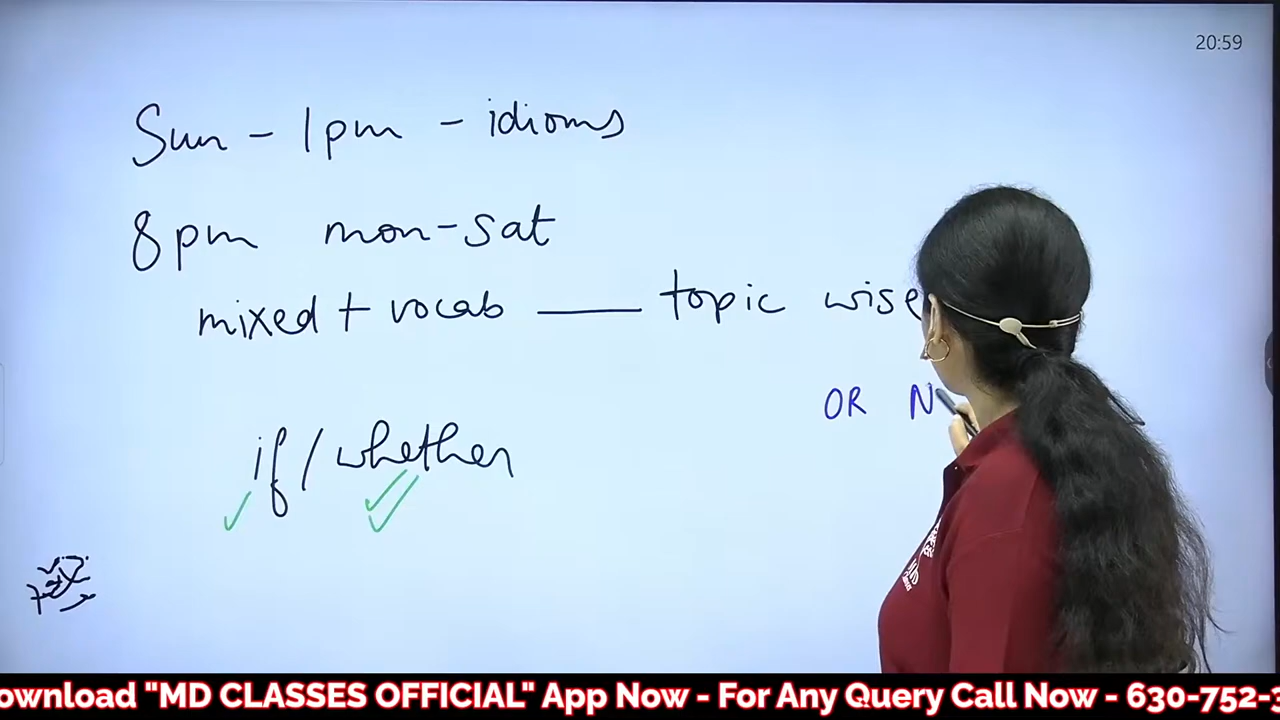 20:59
Sun - 1pm - idioms
8pm mon-sat
mixed + vocab — topic wise
OR N
if / whether
ownload "MD CLASSES OFFICIAL" App Now - For Any Query Call Now - 630-752-3